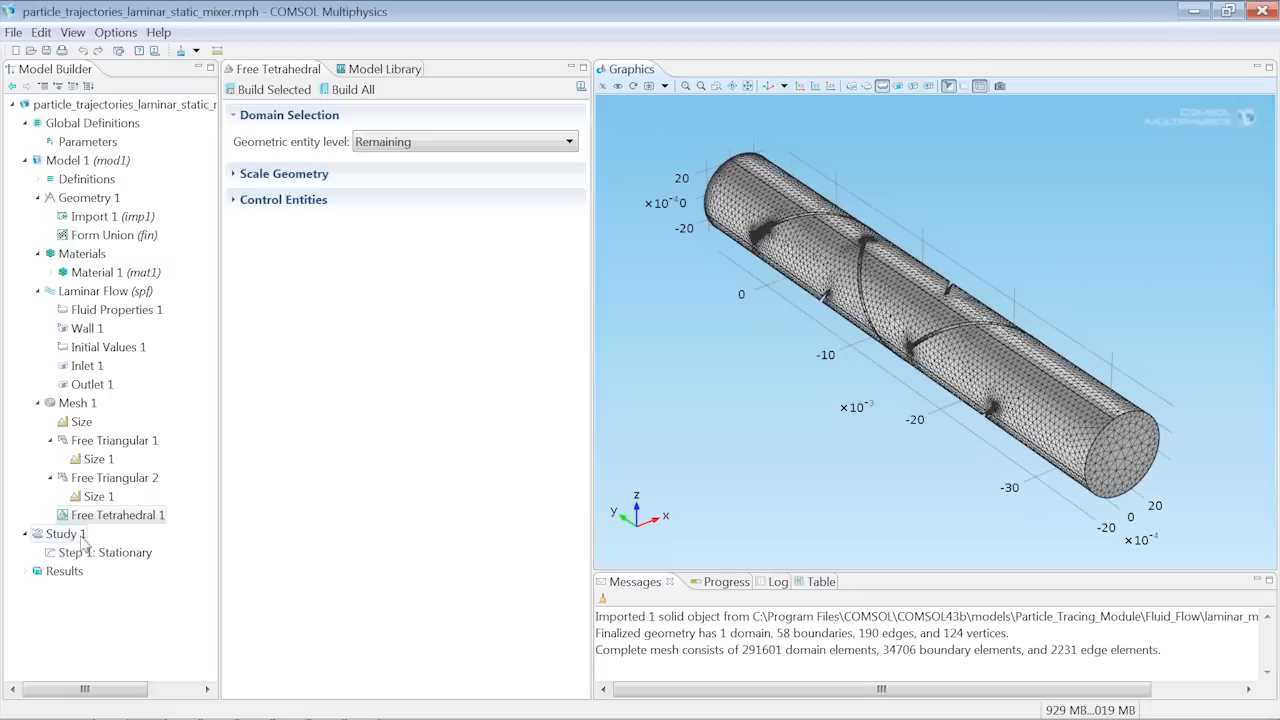 particle_trajectories_laminar_static_mixer.mph - COMSOL Multiphysics
File Edit View Options Help
Model Builder
particle_trajectories_laminar_static_r
Global Definitions
Parameters
Model 1 (mod1)
Definitions
Geometry 1
Import 1 (imp1)
Form Union (fin)
Materials
Material 1 (mat1)
Laminar Flow (spf)
Fluid Properties 1
Wall 1
Initial Values 1
Inlet 1
Outlet 1
Mesh 1
Size
Free Triangular 1
Size 1
Free Triangular 2
Size 1
Free Tetrahedral 1
Study 1
Step 1: Stationary
Results
Free Tetrahedral Model Library
Build Selected Build All
Domain Selection
Geometric entity level: Remaining
Scale Geometry
Control Entities
Graphics
COMSOL
MULTIPHYSICS
20
×10⁻⁴0
-20
0
-10
×10⁻³
-20
-30
20
0
-20
×10⁻⁴
z
y
x
Messages Progress Log Table
Imported 1 solid object from C:\Program Files\COMSOL\COMSOL43b\models\Particle_Tracing_Module\Fluid_Flow\laminar_m
Finalized geometry has 1 domain, 58 boundaries, 190 edges, and 124 vertices.
Complete mesh consists of 291601 domain elements, 34706 boundary elements, and 2231 edge elements.
929 MB...019 MB